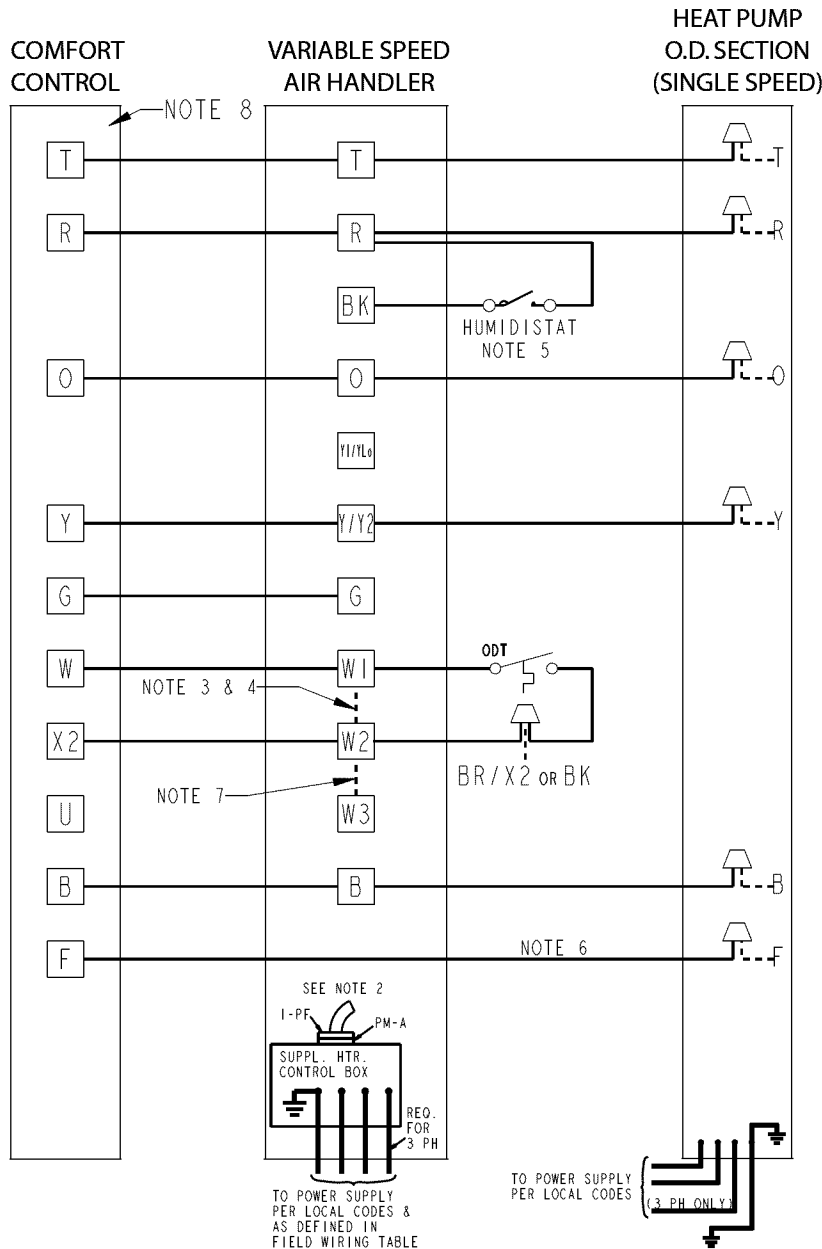 COMFORT
CONTROL
VARIABLE SPEED
AIR HANDLER
HEAT PUMP
O.D. SECTION
(SINGLE SPEED)
NOTE 8
T
T
T
R
R
R
BK
HUMIDISTAT
NOTE 5
O
O
O
Y1/YLo
Y
Y/Y2
Y
G
G
W
W1
ODT
NOTE 3 & 4
X2
W2
BR/X2 OR BK
NOTE 7
U
W3
B
B
B
F
NOTE 6
F
SEE NOTE 2
1-PF
PM-A
SUPPL. HTR.
CONTROL BOX
REQ.
FOR
3 PH
TO POWER SUPPLY
PER LOCAL CODES &
AS DEFINED IN
FIELD WIRING TABLE
TO POWER SUPPLY
PER LOCAL CODES
(3 PH ONLY)